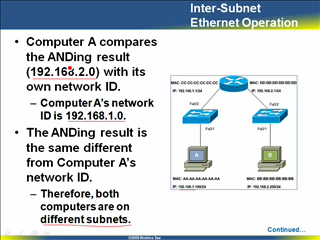 Inter-Subnet
Ethernet Operation
• Computer A compares
the ANDing result
(192.168.2.0) with its
own network ID.
– Computer A's network
ID is 192.168.1.0.
• The ANDing result is
the same different
from Computer A's
network ID.
– Therefore, both
computers are on
different subnets.
MAC: CC-CC-CC-CC-CC-CC
IP: 192.168.1.1/24
MAC: DD-DD-DD-DD-DD-DD
IP: 192.168.2.1/24
Fa0/0
Fa0/2
Fa0/1
Fa0/1
A
B
MAC: AA-AA-AA-AA-AA-AA
IP: 192.168.1.100/24
MAC: BB-BB-BB-BB-BB-BB
IP: 192.168.2.200/24
Continued…